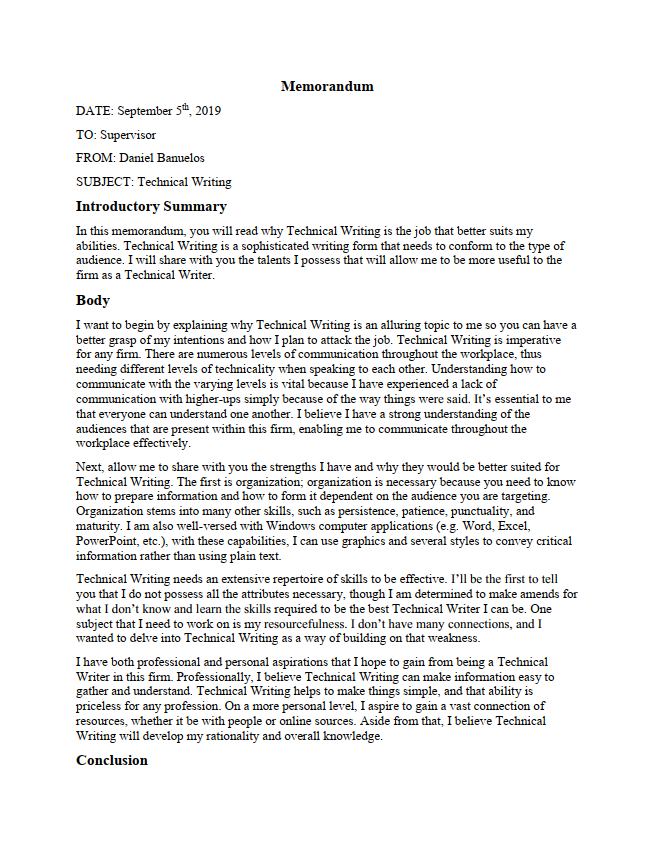 Memorandum
DATE: September 5th, 2019
TO: Supervisor
FROM: Daniel Banuelos
SUBJECT: Technical Writing
Introductory Summary
In this memorandum, you will read why Technical Writing is the job that better suits my
abilities. Technical Writing is a sophisticated writing form that needs to conform to the type of
audience. I will share with you the talents I possess that will allow me to be more useful to the
firm as a Technical Writer.
Body
I want to begin by explaining why Technical Writing is an alluring topic to me so you can have a
better grasp of my intentions and how I plan to attack the job. Technical Writing is imperative
for any firm. There are numerous levels of communication throughout the workplace, thus
needing different levels of technicality when speaking to each other. Understanding how to
communicate with the varying levels is vital because I have experienced a lack of
communication with higher-ups simply because of the way things were said. It’s essential to me
that everyone can understand one another. I believe I have a strong understanding of the
audiences that are present within this firm, enabling me to communicate throughout the
workplace effectively.
Next, allow me to share with you the strengths I have and why they would be better suited for
Technical Writing. The first is organization; organization is necessary because you need to know
how to prepare information and how to form it dependent on the audience you are targeting.
Organization stems into many other skills, such as persistence, patience, punctuality, and
maturity. I am also well-versed with Windows computer applications (e.g. Word, Excel,
PowerPoint, etc.), with these capabilities, I can use graphics and several styles to convey critical
information rather than using plain text.
Technical Writing needs an extensive repertoire of skills to be effective. I’ll be the first to tell
you that I do not possess all the attributes necessary, though I am determined to make amends for
what I don’t know and learn the skills required to be the best Technical Writer I can be. One
subject that I need to work on is my resourcefulness. I don’t have many connections, and I
wanted to delve into Technical Writing as a way of building on that weakness.
I have both professional and personal aspirations that I hope to gain from being a Technical
Writer in this firm. Professionally, I believe Technical Writing can make information easy to
gather and understand. Technical Writing helps to make things simple, and that ability is
priceless for any profession. On a more personal level, I aspire to gain a vast connection of
resources, whether it be with people or online sources. Aside from that, I believe Technical
Writing will develop my rationality and overall knowledge.
Conclusion